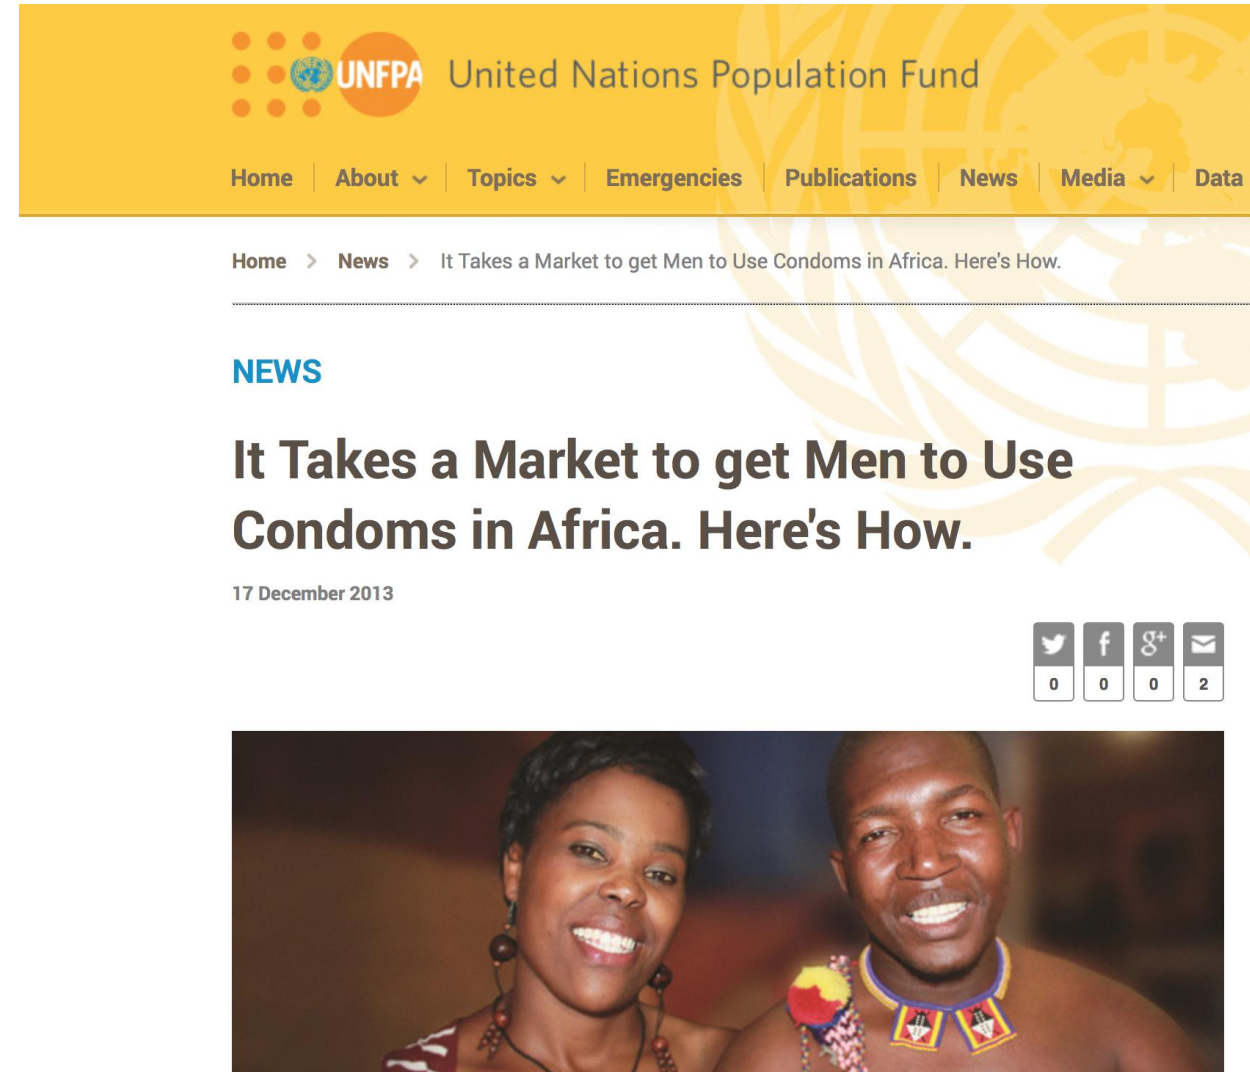 UNFPA United Nations Population Fund
Home About Topics Emergencies Publications News Media Data
Home > News > It Takes a Market to get Men to Use Condoms in Africa. Here's How.
NEWS
It Takes a Market to get Men to Use
Condoms in Africa. Here's How.
17 December 2013
f g+
0 0 0 2